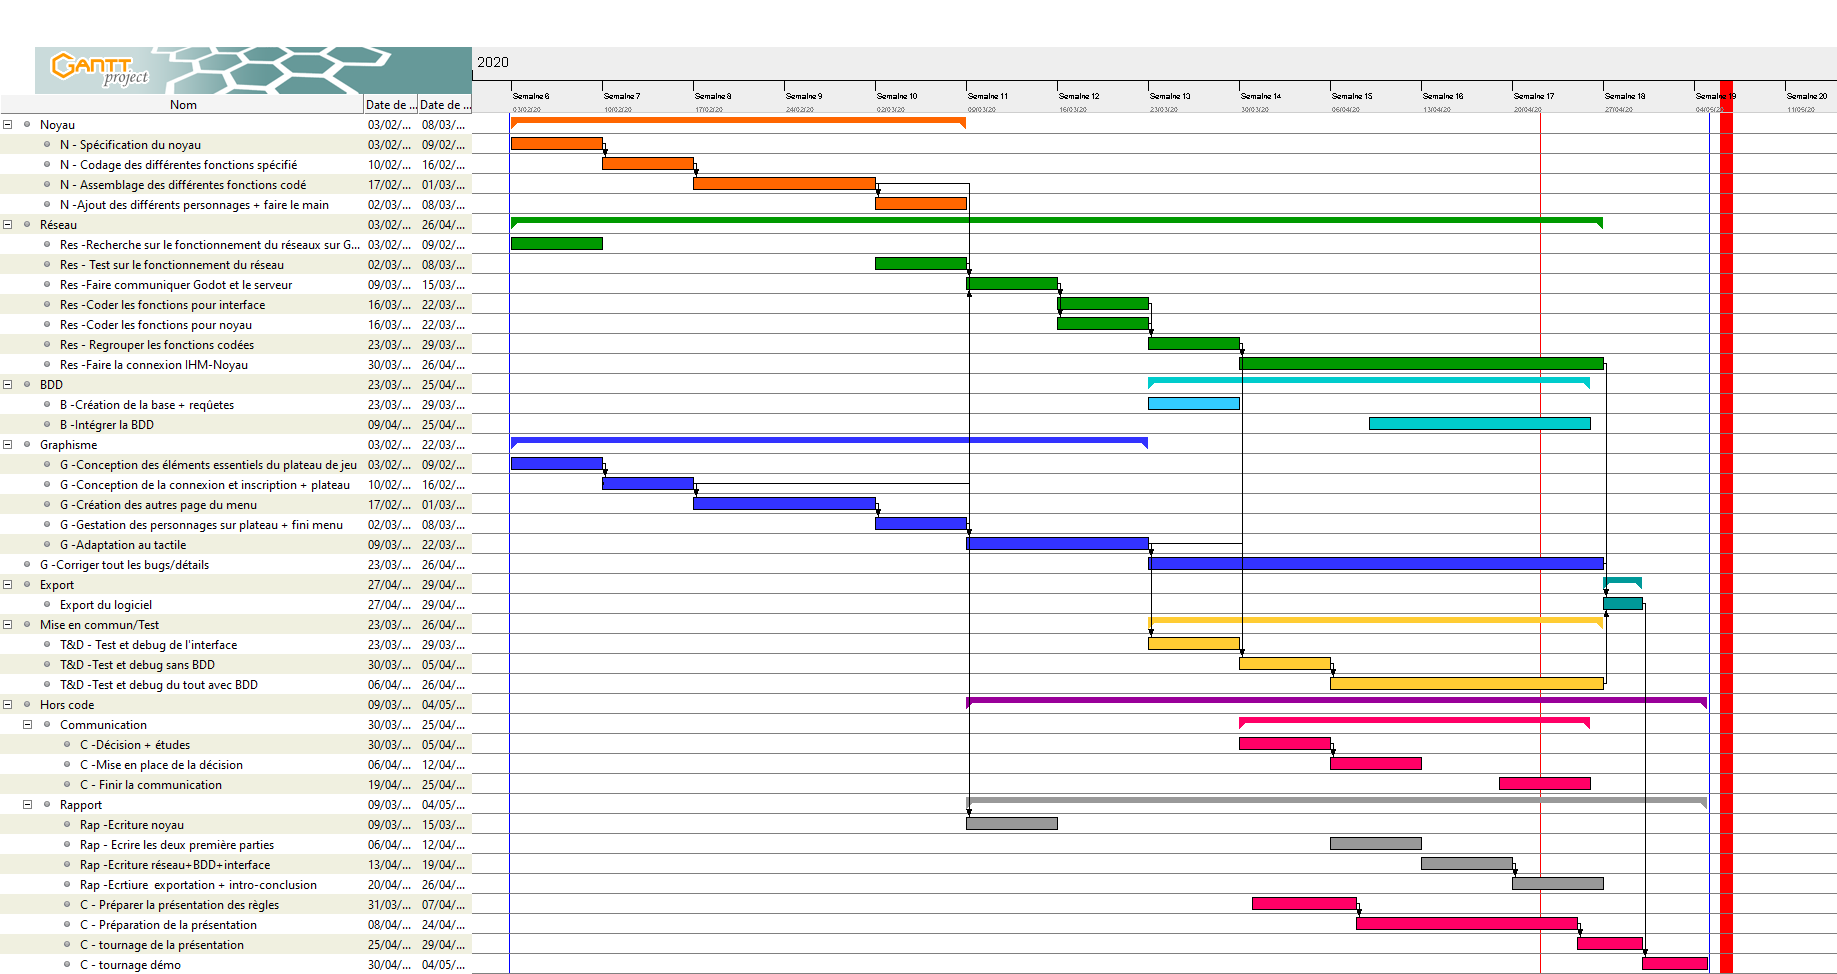 2020
GANTT
project
Nom Date de ... Date de ...
Semaine 6 Semaine 7 Semaine 8 Semaine 9 Semaine 10 Semaine 11 Semaine 12 Semaine 13 Semaine 14 Semaine 15 Semaine 16 Semaine 17 Semaine 18 Semaine 19 Semaine 20
03/02/20 10/02/20 17/02/20 24/02/20 02/03/20 09/03/20 16/03/20 23/03/20 30/03/20 06/04/20 13/04/20 20/04/20 27/04/20 04/05/20 11/05/20
Noyau 03/02/... 08/03/...
N - Spécification du noyau 03/02/... 09/02/...
N - Codage des différentes fonctions spécifié 10/02/... 16/02/...
N - Assemblage des différentes fonctions codé 17/02/... 01/03/...
N -Ajout des différents personnages + faire le main 02/03/... 08/03/...
Réseau 03/02/... 26/04/...
Res -Recherche sur le fonctionnement du réseaux sur G... 03/02/... 09/02/...
Res - Test sur le fonctionnement du réseau 02/03/... 08/03/...
Res -Faire communiquer Godot et le serveur 09/03/... 15/03/...
Res -Coder les fonctions pour interface 16/03/... 22/03/...
Res -Coder les fonctions pour noyau 16/03/... 22/03/...
Res - Regrouper les fonctions codées 23/03/... 29/03/...
Res -Faire la connexion IHM-Noyau 30/03/... 26/04/...
BDD 23/03/... 25/04/...
B -Création de la base + reqûetes 23/03/... 29/03/...
B -Intégrer la BDD 09/04/... 25/04/...
Graphisme 03/02/... 22/03/...
G -Conception des éléments essentiels du plateau de jeu 03/02/... 09/02/...
G -Conception de la connexion et inscription + plateau 10/02/... 16/02/...
G -Création des autres page du menu 17/02/... 01/03/...
G -Gestation des personnages sur plateau + fini menu 02/03/... 08/03/...
G -Adaptation au tactile 09/03/... 22/03/...
G -Corriger tout les bugs/détails 23/03/... 26/04/...
Export 27/04/... 29/04/...
Export du logiciel 27/04/... 29/04/...
Mise en commun/Test 23/03/... 26/04/...
T&D - Test et debug de l'interface 23/03/... 29/03/...
T&D -Test et debug sans BDD 30/03/... 05/04/...
T&D -Test et debug du tout avec BDD 06/04/... 26/04/...
Hors code 09/03/... 04/05/...
Communication 30/03/... 25/04/...
C -Décision + études 30/03/... 05/04/...
C -Mise en place de la décision 06/04/... 12/04/...
C - Finir la communication 19/04/... 25/04/...
Rapport 09/03/... 04/05/...
Rap -Ecriture noyau 09/03/... 15/03/...
Rap - Ecrire les deux première parties 06/04/... 12/04/...
Rap -Ecriture réseau+BDD+interface 13/04/... 19/04/...
Rap -Ecrtiure  exportation + intro-conclusion 20/04/... 26/04/...
C - Préparer la présentation des règles 31/03/... 07/04/...
C - Préparation de la présentation 08/04/... 24/04/...
C - tournage de la présentation 25/04/... 29/04/...
C - tournage démo 30/04/... 04/05/...